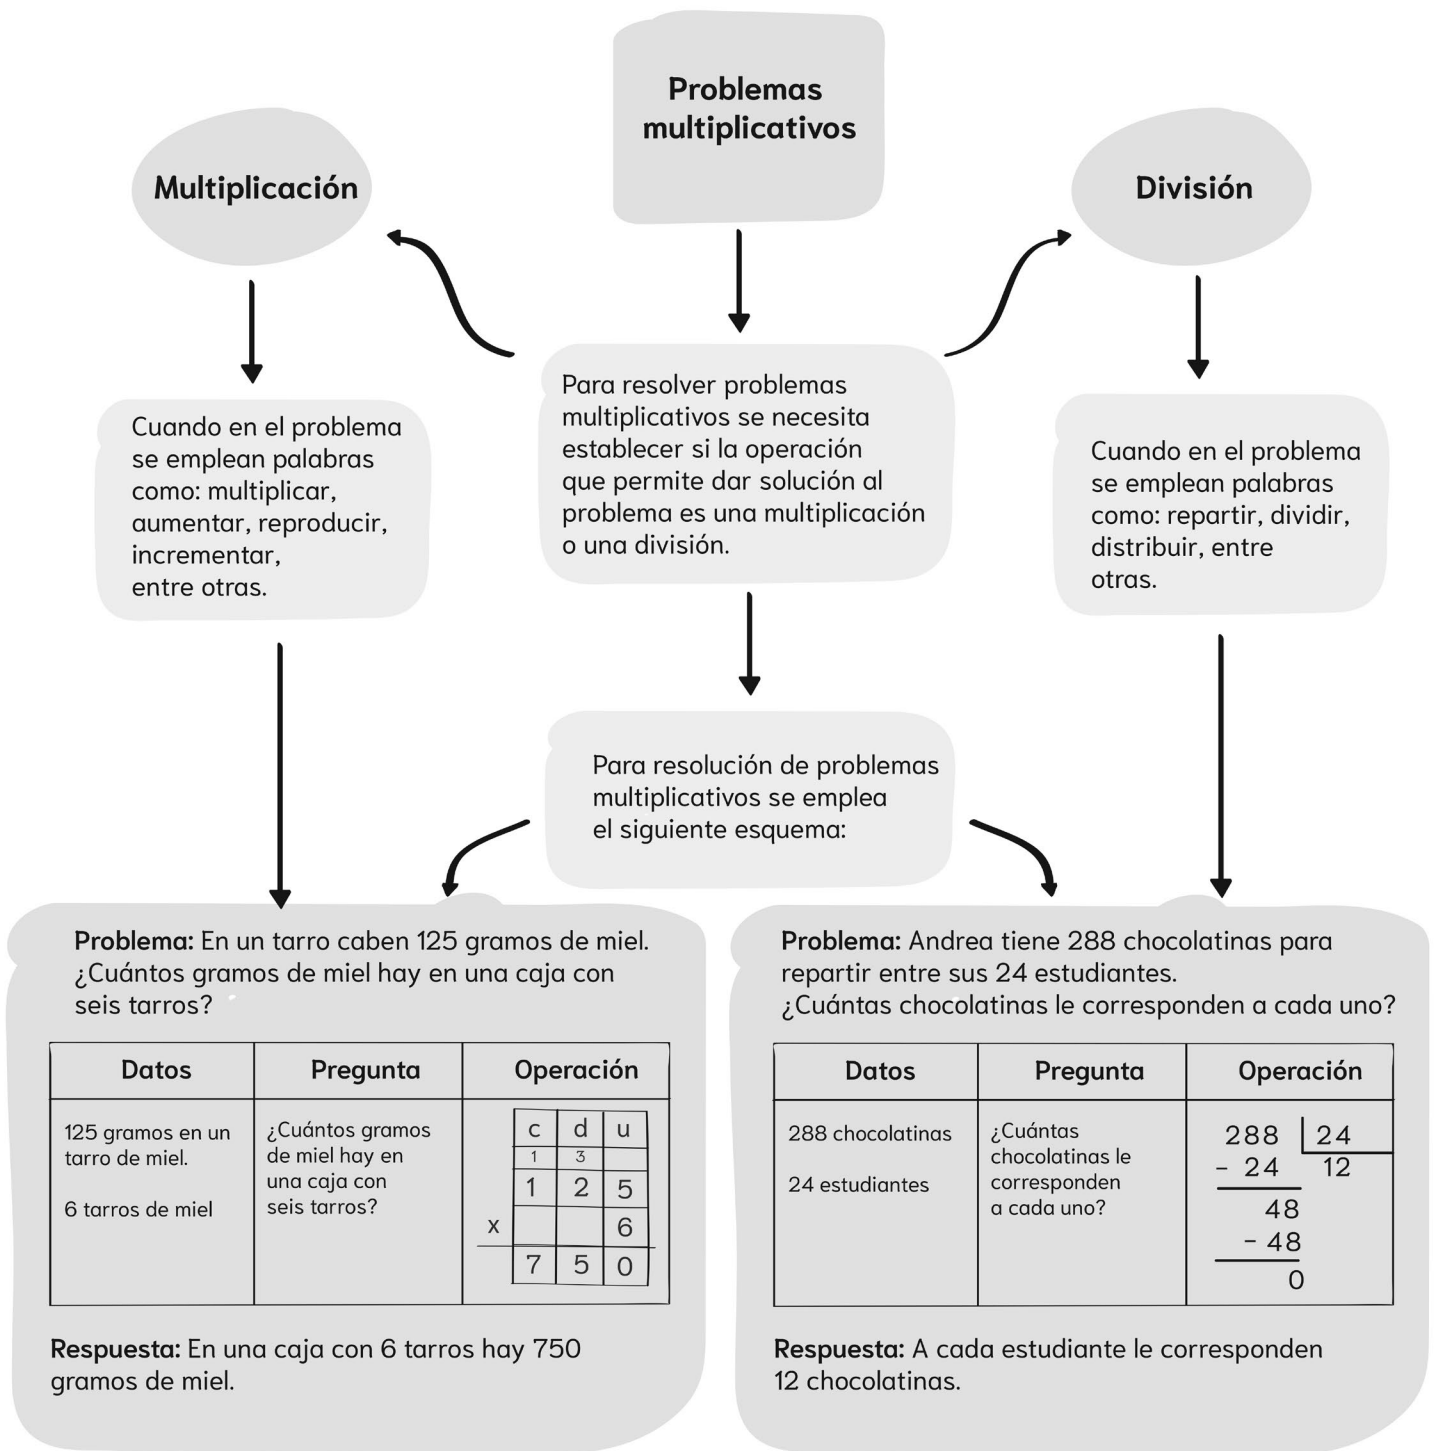 Problemas
multiplicativos
Multiplicación
División
Para resolver problemas
multiplicativos se necesita
establecer si la operación
que permite dar solución al
problema es una multiplicación
o una división.
Cuando en el problema
se emplean palabras
como: multiplicar,
aumentar, reproducir,
incrementar,
entre otras.
Cuando en el problema
se emplean palabras
como: repartir, dividir,
distribuir, entre
otras.
Para resolución de problemas
multiplicativos se emplea
el siguiente esquema:
Problema: En un tarro caben 125 gramos de miel.
¿Cuántos gramos de miel hay en una caja con
seis tarros?
Datos Pregunta Operación
125 gramos en un
tarro de miel.
6 tarros de miel
¿Cuántos gramos
de miel hay en
una caja con
seis tarros?
c d u
1 3
1 2 5
x 6
7 5 0
Respuesta: En una caja con 6 tarros hay 750
gramos de miel.
Problema: Andrea tiene 288 chocolatinas para
repartir entre sus 24 estudiantes.
¿Cuántas chocolatinas le corresponden a cada uno?
Datos Pregunta Operación
288 chocolatinas
24 estudiantes
¿Cuántas
chocolatinas le
corresponden
a cada uno?
288 24
- 24 12
48
- 48
0
Respuesta: A cada estudiante le corresponden
12 chocolatinas.